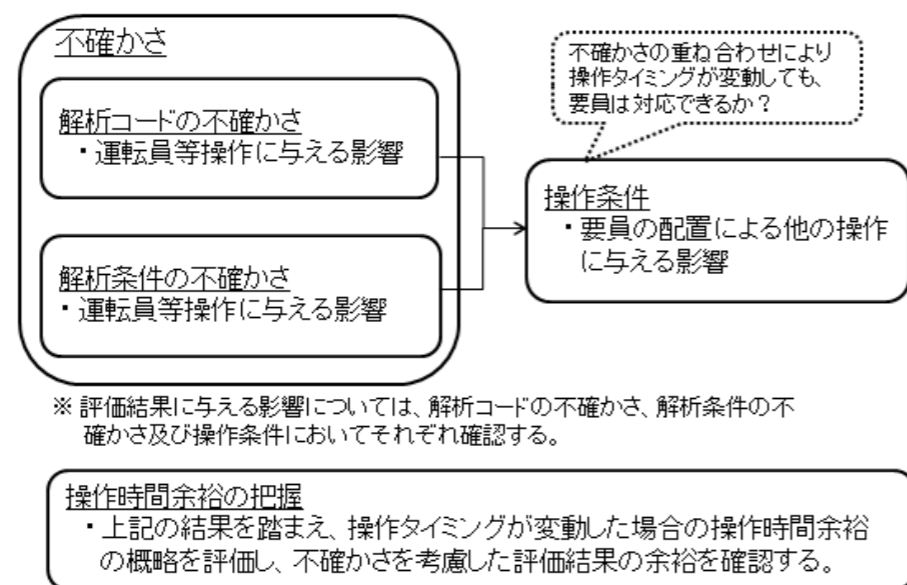 不確かさ
解析コードの不確かさ
・運転員等操作に与える影響
解析条件の不確かさ
・運転員等操作に与える影響
不確かさの重ね合わせにより
操作タイミングが変動しても、
要員は対応できるか？
操作条件
・要員の配置による他の操作
に与える影響
※ 評価結果に与える影響については、解析コードの不確かさ、解析条件の不
確かさ及び操作条件においてそれぞれ確認する。
操作時間余裕の把握
・上記の結果を踏まえ、操作タイミングが変動した場合の操作時間余裕
の概略を評価し、不確かさを考慮した評価結果の余裕を確認する。